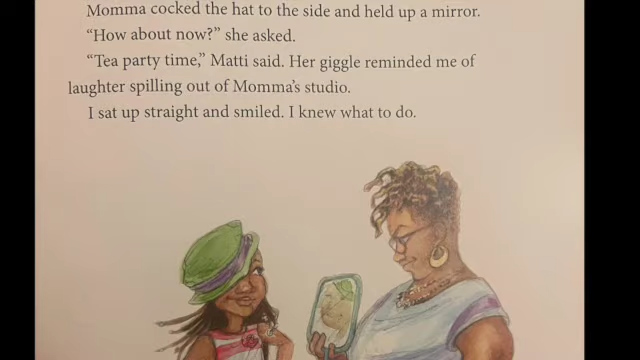 Momma cocked the hat to the side and held up a mirror.
“How about now?” she asked.
“Tea party time,” Matti said. Her giggle reminded me of
laughter spilling out of Momma’s studio.
I sat up straight and smiled. I knew what to do.